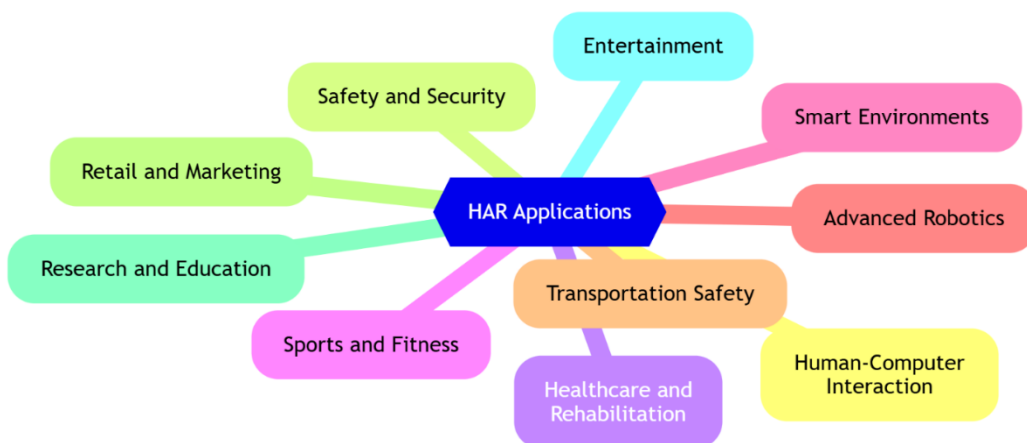 Entertainment
Safety and Security
Smart Environments
Retail and Marketing
HAR Applications
Advanced Robotics
Research and Education
Transportation Safety
Sports and Fitness
Human-Computer
Interaction
Healthcare and
Rehabilitation